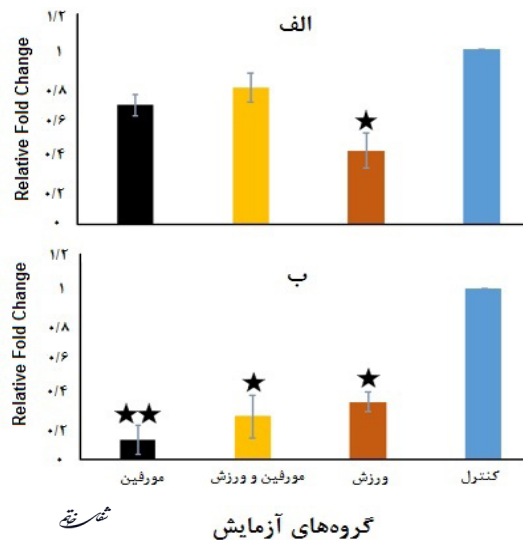 الف
Relative Fold Change
۱/۲
۱
۰/۸
۰/۶
۰/۴
۰/۲
۰
★
ب
Relative Fold Change
۱/۲
۱
۰/۸
۰/۶
۰/۴
۰/۲
۰
★★
★
★
کنترل
ورزش
مورفین و ورزش
مورفین
گروه‌های آزمایش
شفای خاتم